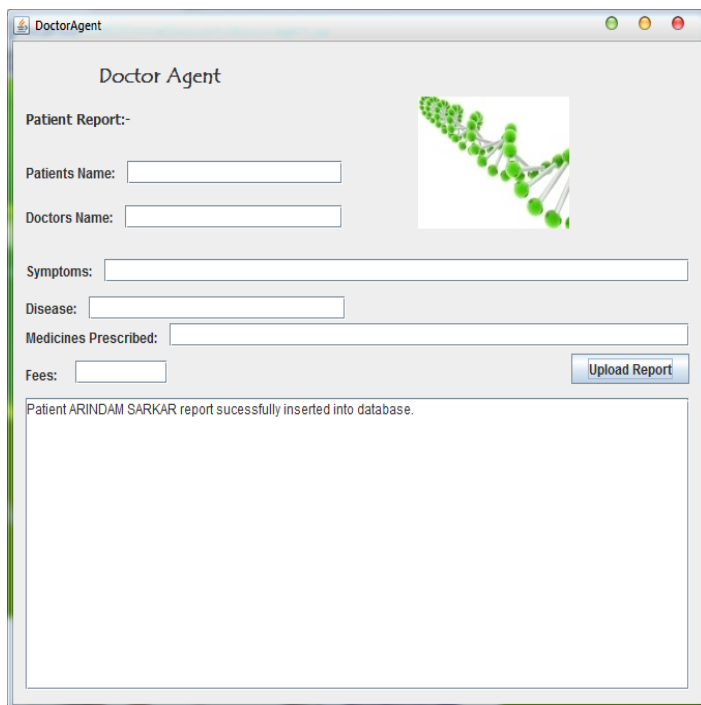 DoctorAgent
Doctor Agent
Patient Report:-
Patients Name:
Doctors Name:
Symptoms:
Disease:
Medicines Prescribed:
Fees:
Upload Report
Patient ARINDAM SARKAR report sucessfully inserted into database.